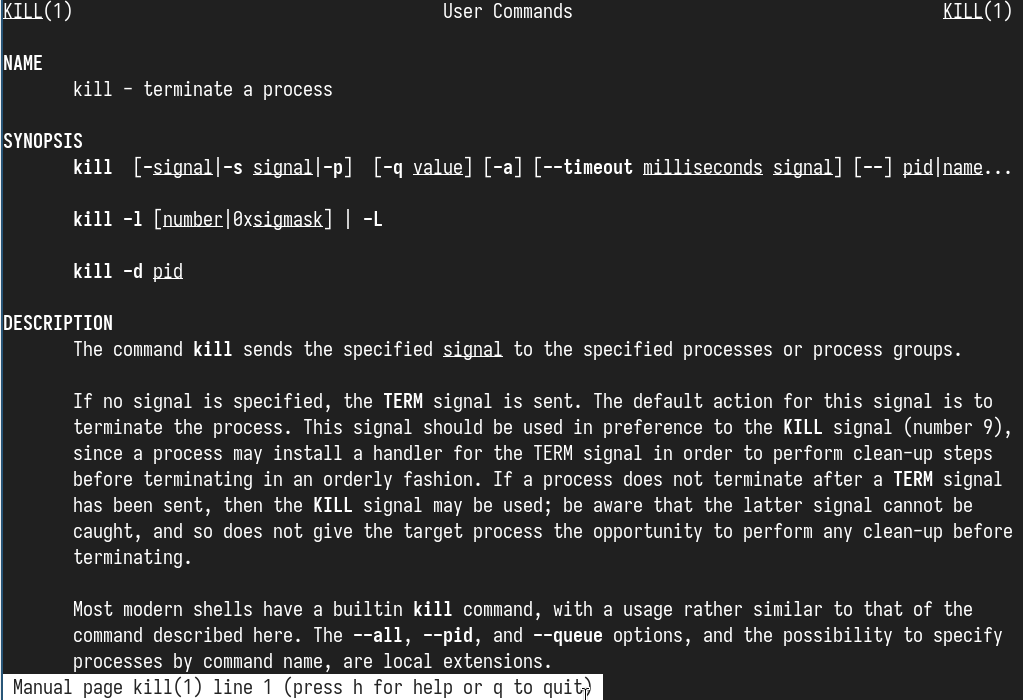 KILL(1) User Commands KILL(1)
NAME
kill - terminate a process
SYNOPSIS
kill [-signal|-s signal|-p] [-q value] [-a] [--timeout milliseconds signal] [--] pid|name...
kill -l [number|0xsigmask] | -L
kill -d pid
DESCRIPTION
The command kill sends the specified signal to the specified processes or process groups.
If no signal is specified, the TERM signal is sent. The default action for this signal is to
terminate the process. This signal should be used in preference to the KILL signal (number 9),
since a process may install a handler for the TERM signal in order to perform clean-up steps
before terminating in an orderly fashion. If a process does not terminate after a TERM signal
has been sent, then the KILL signal may be used; be aware that the latter signal cannot be
caught, and so does not give the target process the opportunity to perform any clean-up before
terminating.
Most modern shells have a builtin kill command, with a usage rather similar to that of the
command described here. The --all, --pid, and --queue options, and the possibility to specify
processes by command name, are local extensions.
Manual page kill(1) line 1 (press h for help or q to quit)